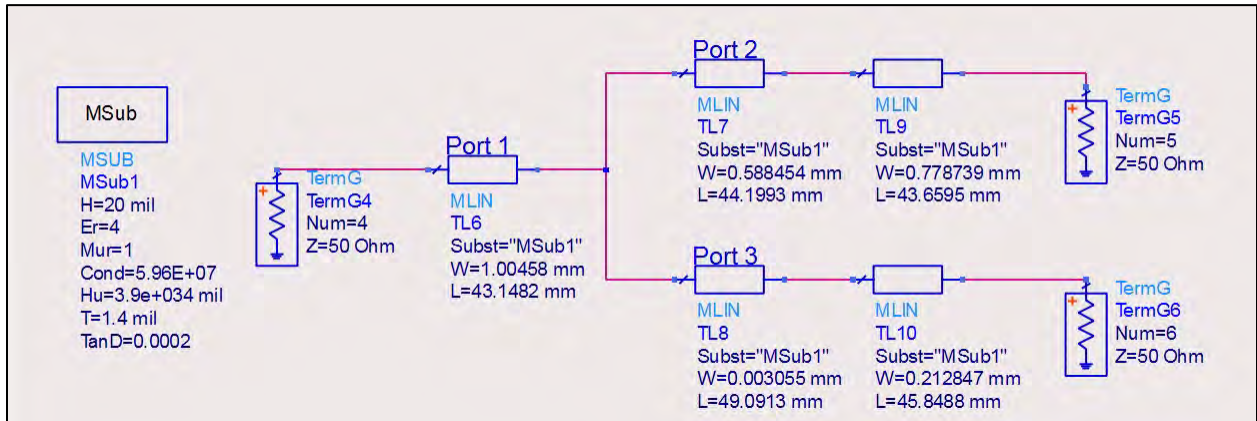 MSub
MSUB
MSub1
H=20 mil
Er=4
Mur=1
Cond=5.96E+07
Hu=3.9e+034 mil
T=1.4 mil
TanD=0.0002
TermG
TermG4
Num=4
Z=50 Ohm
Port 1
MLIN
TL6
Subst="MSub1"
W=1.00458 mm
L=43.1482 mm
Port 2
MLIN
TL7
Subst="MSub1"
W=0.588454 mm
L=44.1993 mm
MLIN
TL9
Subst="MSub1"
W=0.778739 mm
L=43.6595 mm
TermG
TermG5
Num=5
Z=50 Ohm
Port 3
MLIN
TL8
Subst="MSub1"
W=0.003055 mm
L=49.0913 mm
MLIN
TL10
Subst="MSub1"
W=0.212847 mm
L=45.8488 mm
TermG
TermG6
Num=6
Z=50 Ohm